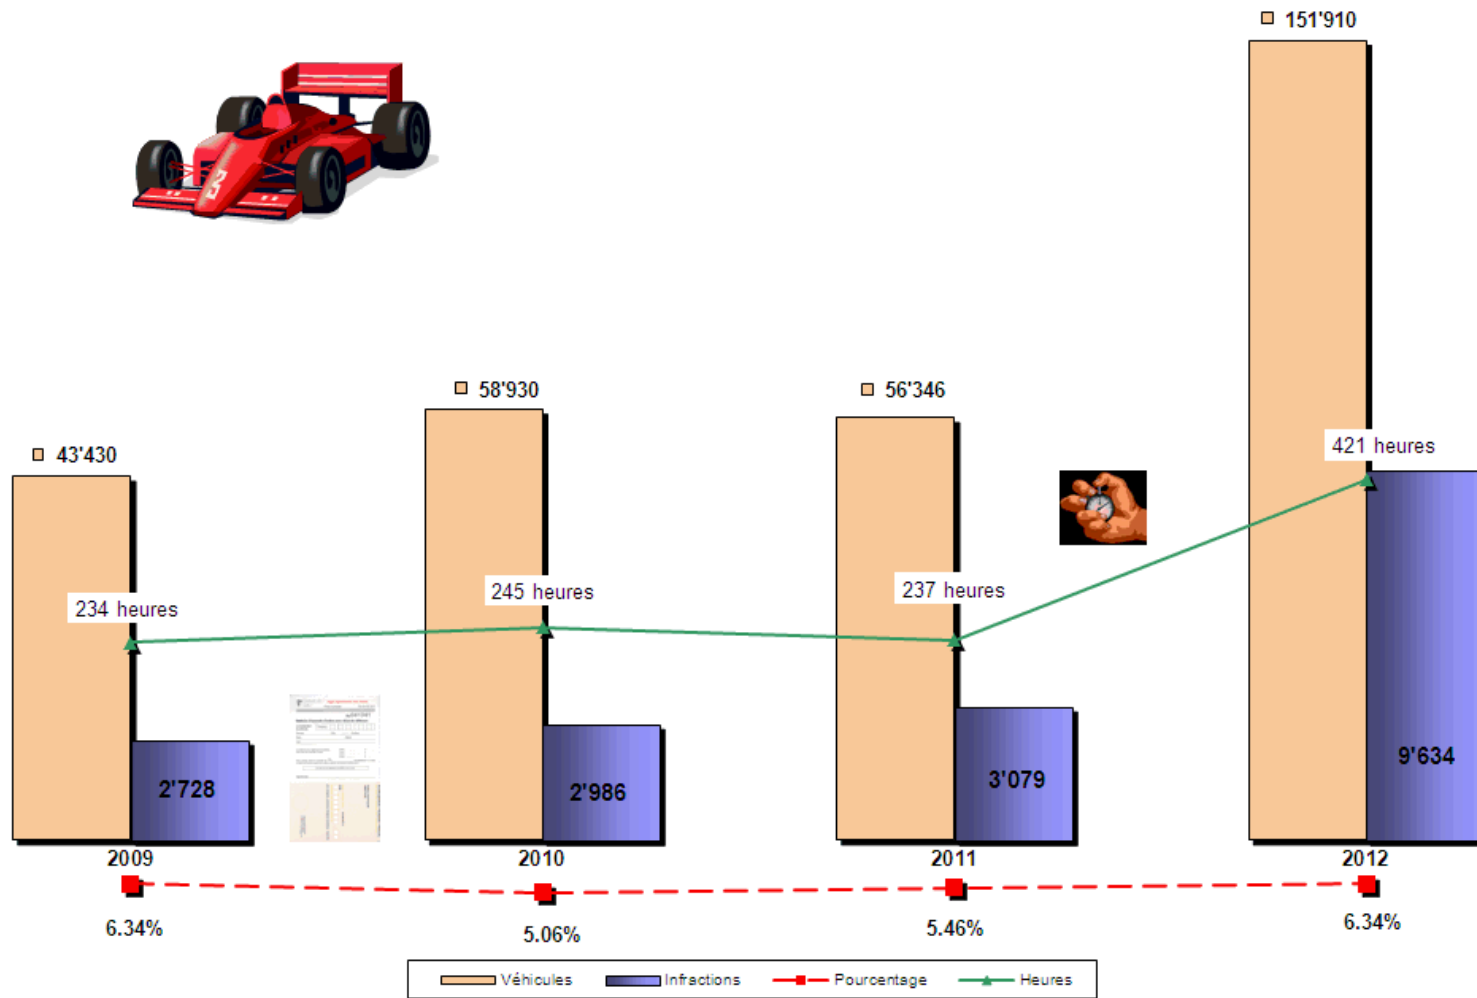 151'910
58'930
56'346
43'430
421 heures
234 heures
245 heures
237 heures
2'728
2'986
3'079
9'634
2009
2010
2011
2012
6.34%
5.06%
5.46%
6.34%
Véhicules
Infractions
Pourcentage
Heures